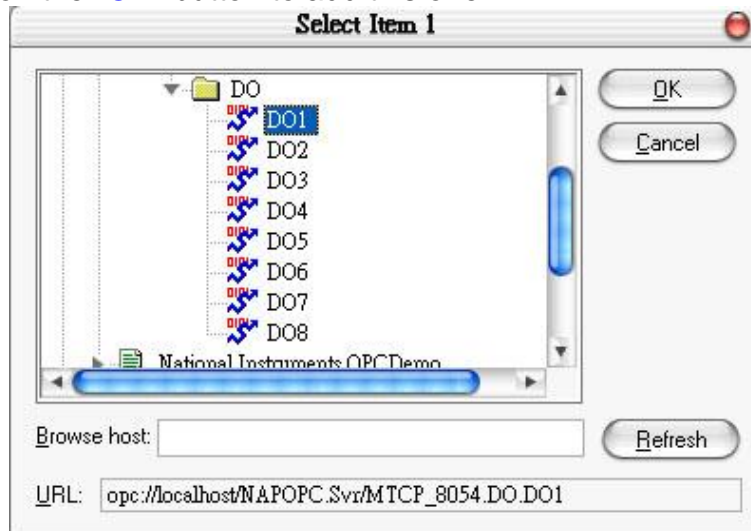 Select Item 1
DO
DO1
DO2
DO3
DO4
DO5
DO6
DO7
DO8
National Instruments OPCDemo
OK
Cancel
Browse host:
Refresh
URL: opc://localhost/NAPOPC.Svr/MTCP_8054.DO.DO1